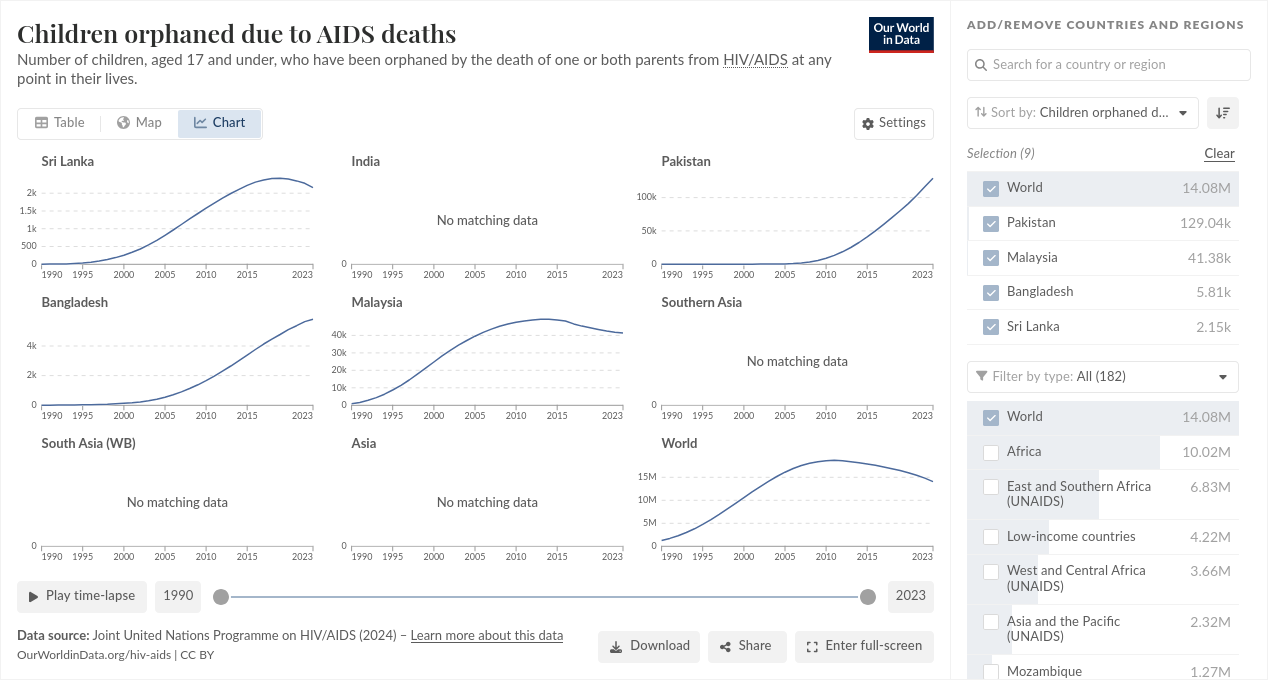 Children orphaned due to AIDS deaths
Number of children, aged 17 and under, who have been orphaned by the death of one or both parents from HIV/AIDS at any
point in their lives.
Our World
in Data
Table
Map
Chart
Settings
Sri Lanka
2k
1.5k
1k
500
0
1990 1995 2000 2005 2010 2015 2023
India
No matching data
0
1990 1995 2000 2005 2010 2015 2023
Pakistan
100k
50k
0
1990 1995 2000 2005 2010 2015 2023
Bangladesh
4k
2k
0
1990 1995 2000 2005 2010 2015 2023
Malaysia
40k
30k
20k
10k
0
1990 1995 2000 2005 2010 2015 2023
Southern Asia
No matching data
0
1990 1995 2000 2005 2010 2015 2023
South Asia (WB)
No matching data
0
1990 1995 2000 2005 2010 2015 2023
Asia
No matching data
0
1990 1995 2000 2005 2010 2015 2023
World
15M
10M
5M
0
1990 1995 2000 2005 2010 2015 2023
Play time-lapse
1990
2023
Data source: Joint United Nations Programme on HIV/AIDS (2024) – Learn more about this data
OurWorldinData.org/hiv-aids | CC BY
Download
Share
Enter full-screen
ADD/REMOVE COUNTRIES AND REGIONS
Search for a country or region
Sort by: Children orphaned d...
Selection (9)
Clear
World 14.08M
Pakistan 129.04k
Malaysia 41.38k
Bangladesh 5.81k
Sri Lanka 2.15k
Filter by type: All (182)
World 14.08M
Africa 10.02M
East and Southern Africa 6.83M
(UNAIDS)
Low-income countries 4.22M
West and Central Africa 3.66M
(UNAIDS)
Asia and the Pacific 2.32M
(UNAIDS)
Mozambique 1.27M